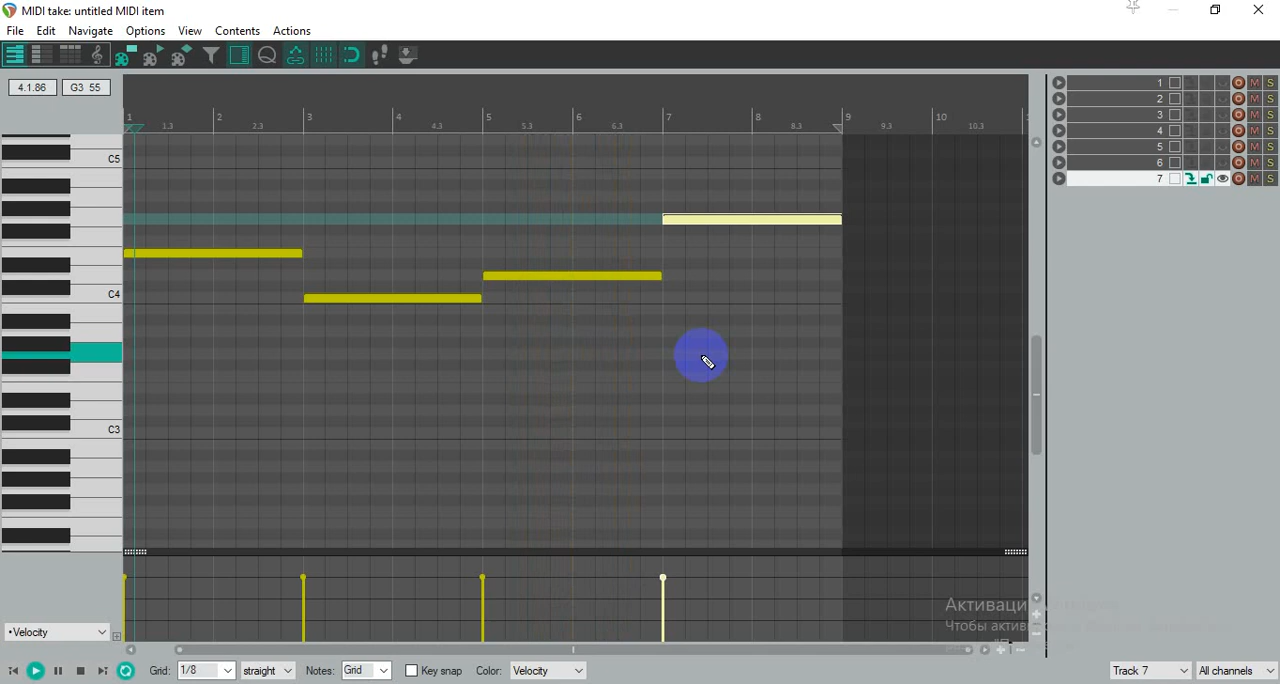 MIDI take: untitled MIDI item
File Edit Navigate Options View Contents Actions
4.1.86 G3 55
1 2 3 4 5 6 7 8 9 10
1.3 2.3 4.3 5.3 6.3 8.3 9.3 10.3
C5
C4
C3
1 M S
2 M S
3 M S
4 M S
5 M S
6 M S
7 M S
Активаци
Чтобы актив
•Velocity
Grid: 1/8 straight Notes: Grid Key snap Color: Velocity Track 7 All channels